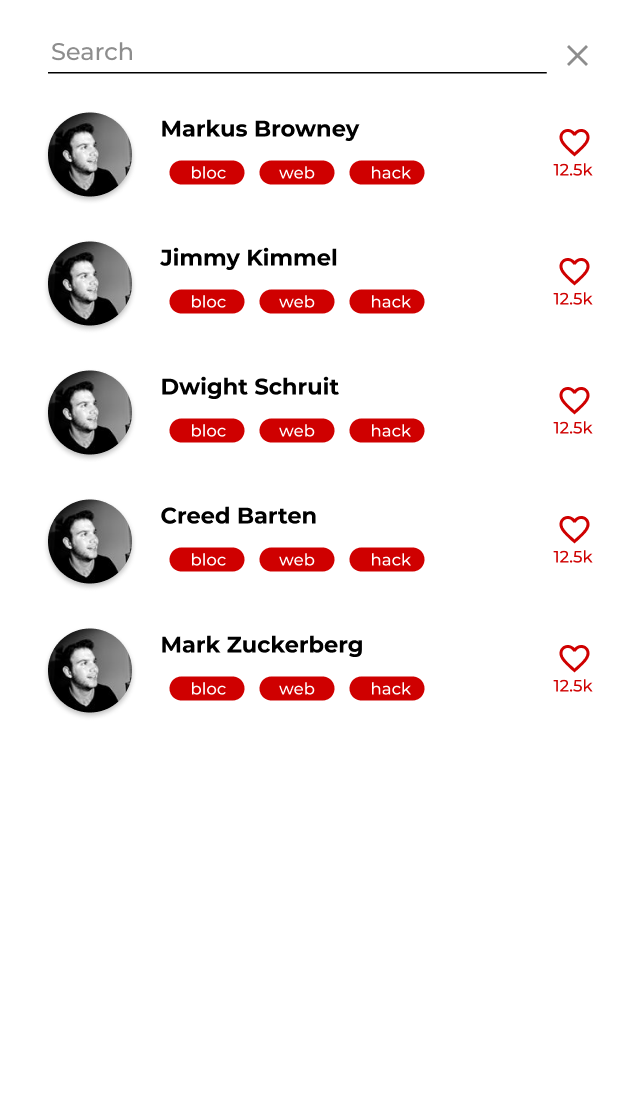 Search
Markus Browney
bloc web hack
12.5k
Jimmy Kimmel
bloc web hack
12.5k
Dwight Schruit
bloc web hack
12.5k
Creed Barten
bloc web hack
12.5k
Mark Zuckerberg
bloc web hack
12.5k